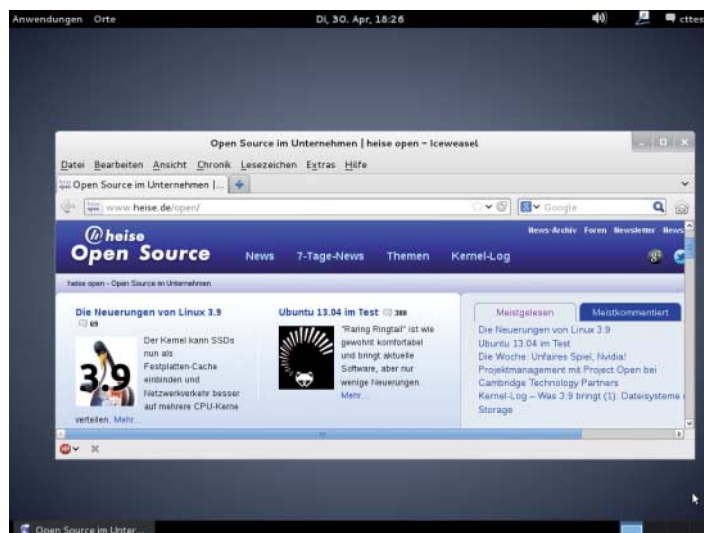 Anwendungen Orte Di, 30. Apr, 18:26 cttes
Open Source im Unternehmen | heise open – Iceweasel
Datei Bearbeiten Ansicht Chronik Lesezeichen Extras Hilfe
Open Source im Unternehmen |...
www.heise.de/open/ Google
heise
Open Source
News-Archiv Foren Newsletter News
News 7-Tage-News Themen Kernel-Log
heise open - Open Source im Unternehmen
Die Neuerungen von Linux 3.9
69
3.9
Der Kernel kann SSDs
nun als
Festplatten-Cache
einbinden und
Netzwerkverkehr besser
auf mehrere CPU-Kerne
verteilen. Mehr...
Ubuntu 13.04 im Test 388
"Raring Ringtail" ist wie
gewohnt komfortabel
und bringt aktuelle
Software, aber nur
wenige Neuerungen.
Mehr...
Meistgelesen Meistkommentiert
Die Neuerungen von Linux 3.9
Ubuntu 13.04 im Test
Die Woche: Unfaires Spiel, Nvidia!
Projektmanagement mit Project Open bei
Cambridge Technology Partners
Kernel-Log – Was 3.9 bringt (1): Dateisysteme
Storage
Open Source im Unter...